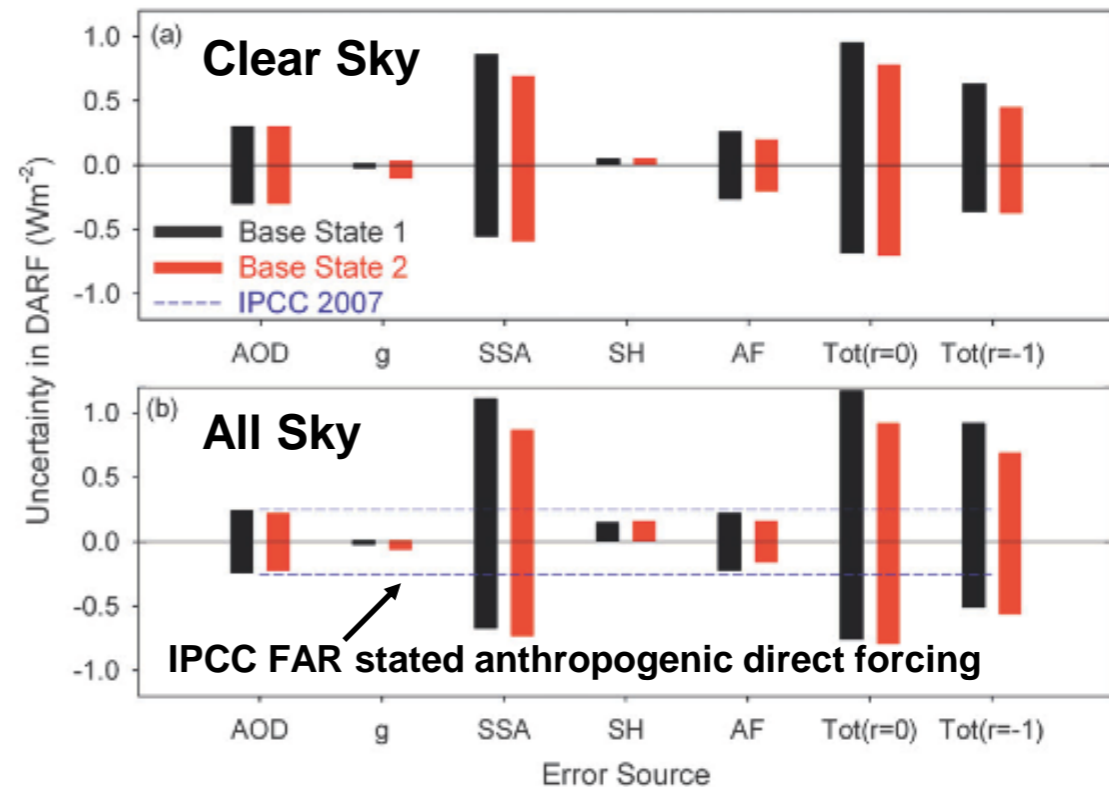 Uncertainty in DARF (Wm⁻²)
(a) Clear Sky
1.0
0.5
0.0
-0.5
-1.0
Base State 1
Base State 2
IPCC 2007
AOD g SSA SH AF Tot(r=0) Tot(r=-1)
(b) All Sky
1.0
0.5
0.0
-0.5
-1.0
IPCC FAR stated anthropogenic direct forcing
AOD g SSA SH AF Tot(r=0) Tot(r=-1)
Error Source